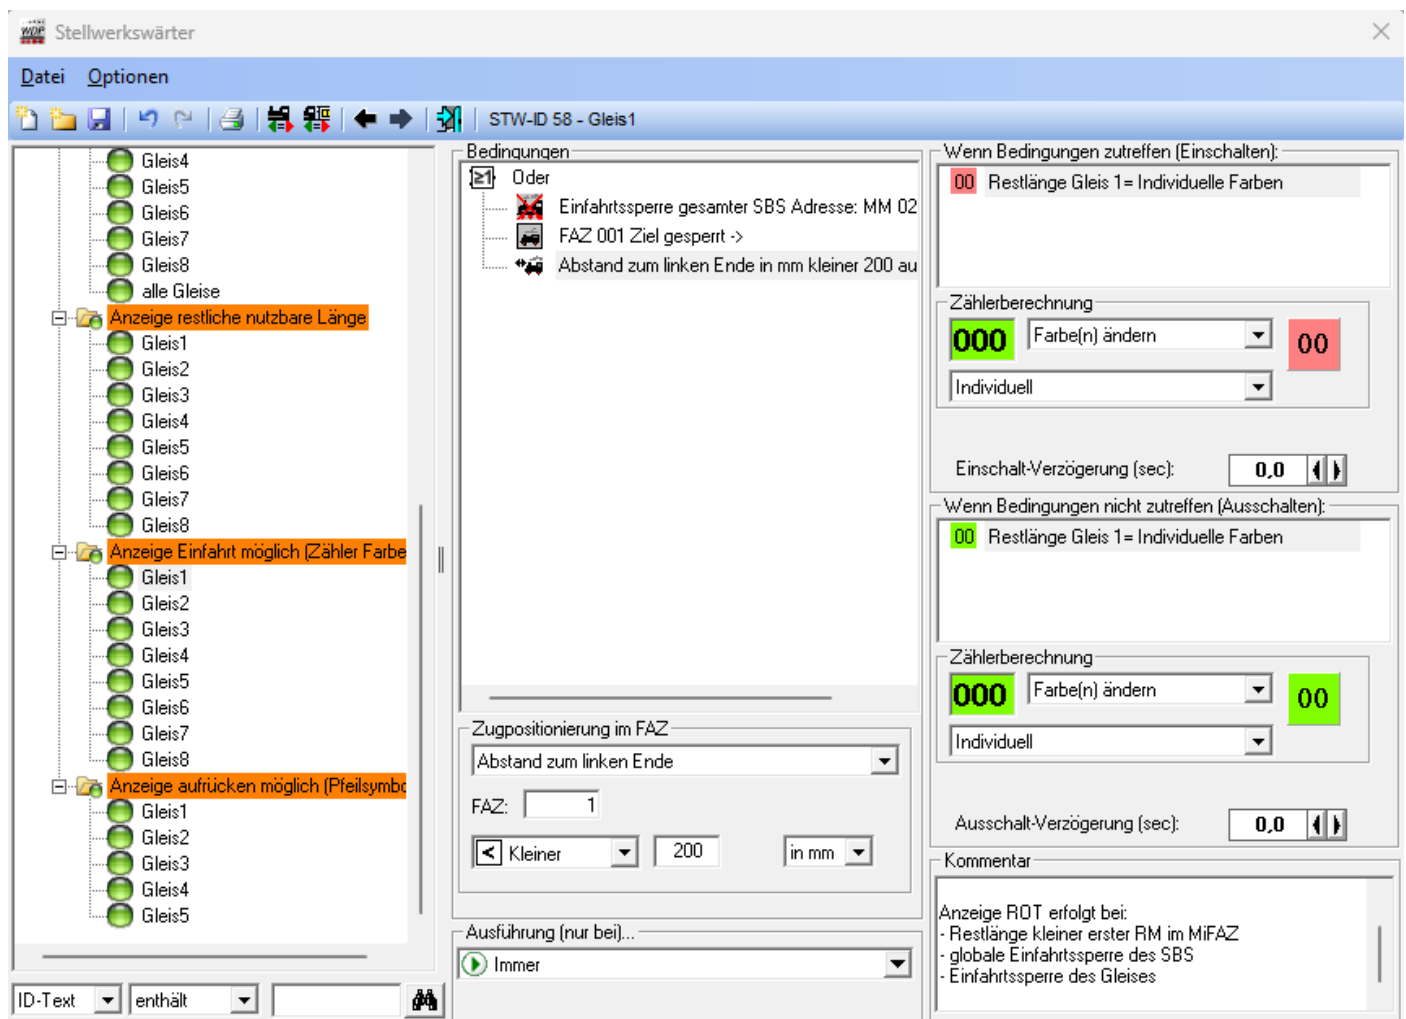 WDP Stellwerkswärter
Datei Optionen
STW-ID 58 - Gleis1
Gleis4
Gleis5
Gleis6
Gleis7
Gleis8
alle Gleise
Anzeige restliche nutzbare Länge
Gleis1
Gleis2
Gleis3
Gleis4
Gleis5
Gleis6
Gleis7
Gleis8
Anzeige Einfahrt möglich (Zähler Farbe
Gleis1
Gleis2
Gleis3
Gleis4
Gleis5
Gleis6
Gleis7
Gleis8
Anzeige aufrücken möglich (Pfeilsymbo
Gleis1
Gleis2
Gleis3
Gleis4
Gleis5
ID-Text enthält
Bedingungen
≥1 Oder
Einfahrtssperre gesamter SBS Adresse: MM 02
FAZ 001 Ziel gesperrt ->
Abstand zum linken Ende in mm kleiner 200 au
Zugpositionierung im FAZ
Abstand zum linken Ende
FAZ: 1
< Kleiner 200 in mm
Ausführung (nur bei)...
Immer
Wenn Bedingungen zutreffen (Einschalten):
00 Restlänge Gleis 1= Individuelle Farben
Zählerberechnung
000 Farbe(n) ändern 00
Individuell
Einschalt-Verzögerung (sec): 0,0
Wenn Bedingungen nicht zutreffen (Ausschalten):
00 Restlänge Gleis 1= Individuelle Farben
Zählerberechnung
000 Farbe(n) ändern 00
Individuell
Ausschalt-Verzögerung (sec): 0,0
Kommentar
Anzeige ROT erfolgt bei:
- Restlänge kleiner erster RM im MiFAZ
- globale Einfahrtssperre des SBS
- Einfahrtssperre des Gleises